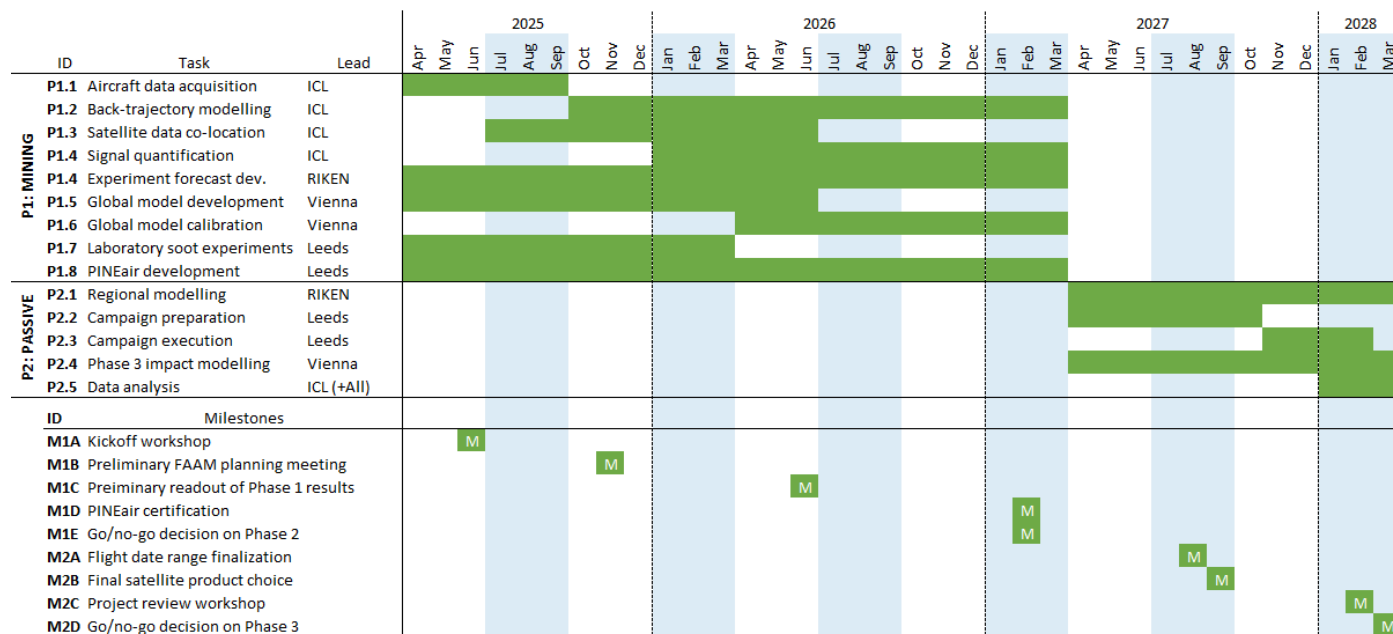 2025 2026 2027 2028
ID Task Lead Apr May Jun Jul Aug Sep Oct Nov Dec Jan Feb Mar Apr May Jun Jul Aug Sep Oct Nov Dec Jan Feb Mar Apr May Jun Jul Aug Sep Oct Nov Dec Jan Feb Mar
P1: MINING
P1.1 Aircraft data acquisition ICL
P1.2 Back-trajectory modelling ICL
P1.3 Satellite data co-location ICL
P1.4 Signal quantification ICL
P1.4 Experiment forecast dev. RIKEN
P1.5 Global model development Vienna
P1.6 Global model calibration Vienna
P1.7 Laboratory soot experiments Leeds
P1.8 PINEair development Leeds
P2: PASSIVE
P2.1 Regional modelling RIKEN
P2.2 Campaign preparation Leeds
P2.3 Campaign execution Leeds
P2.4 Phase 3 impact modelling Vienna
P2.5 Data analysis ICL (+All)
ID Milestones
M1A Kickoff workshop M
M1B Preliminary FAAM planning meeting M
M1C Preiminary readout of Phase 1 results M
M1D PINEair certification M
M1E Go/no-go decision on Phase 2 M
M2A Flight date range finalization M
M2B Final satellite product choice M
M2C Project review workshop M
M2D Go/no-go decision on Phase 3 M